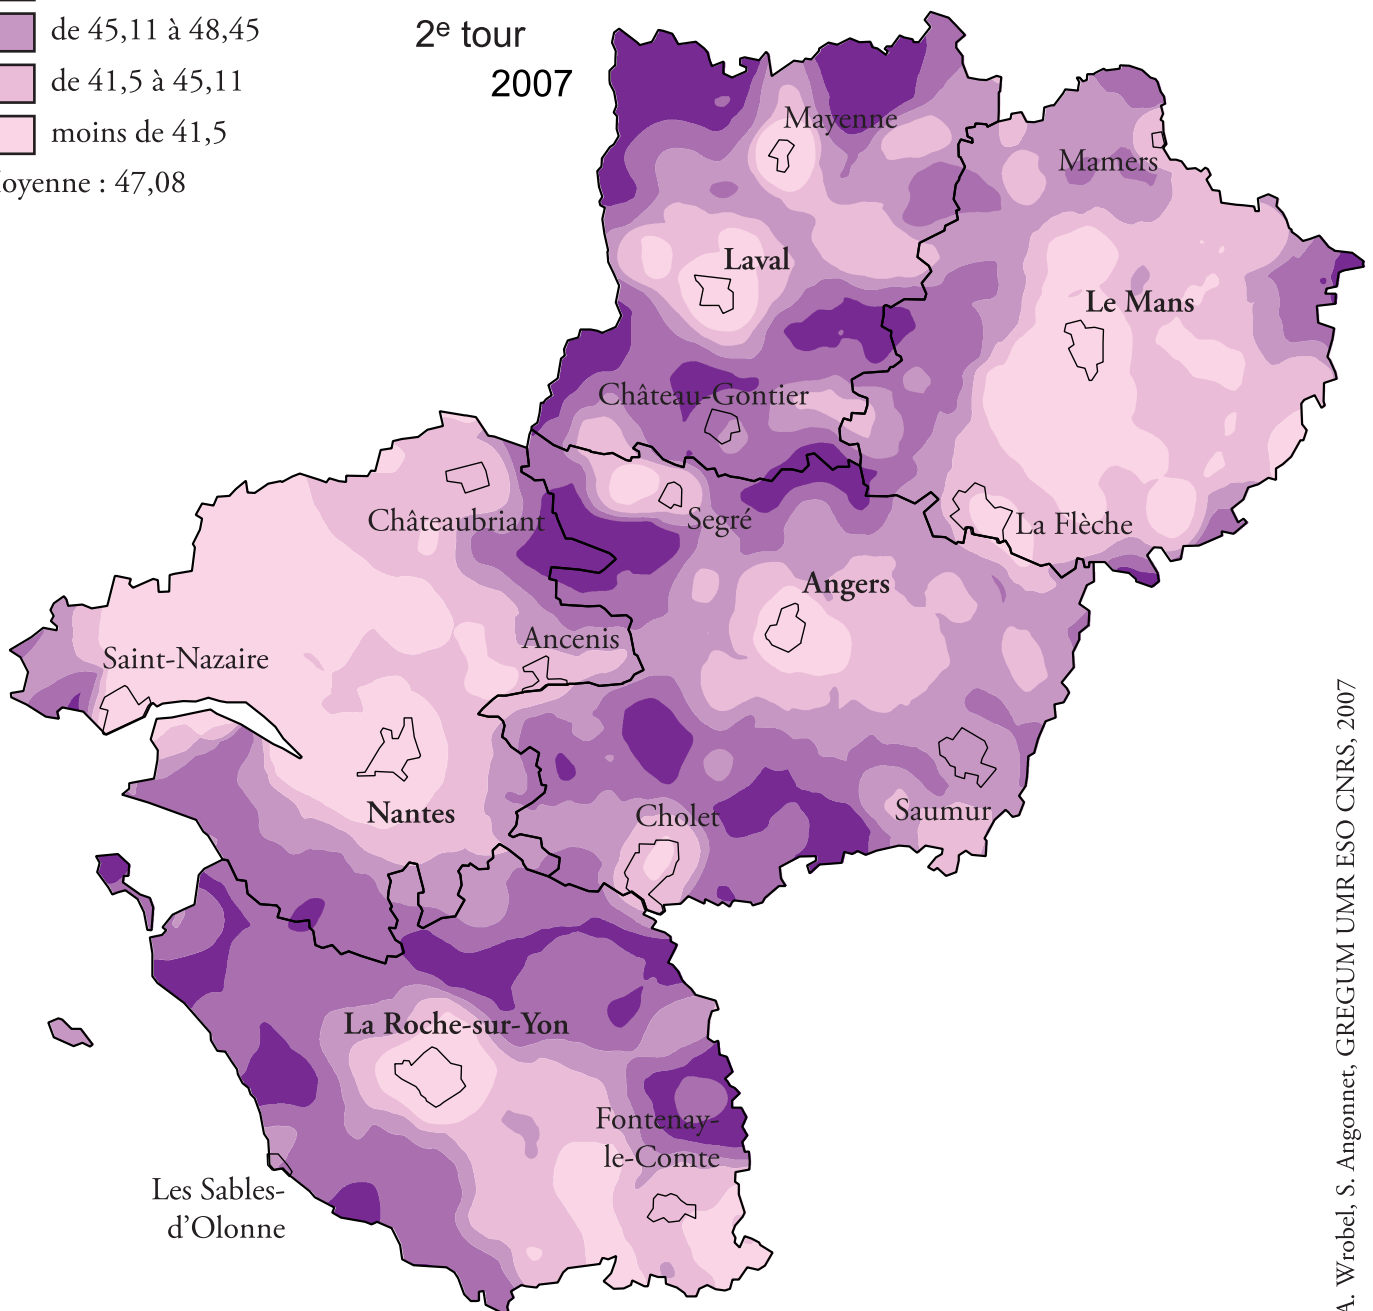 de 45,11 à 48,45
de 41,5 à 45,11
moins de 41,5
oyenne : 47,08
2e tour
2007
Mayenne
Mamers
Laval
Le Mans
Château-Gontier
Segré
Châteaubriant
La Flèche
Angers
Ancenis
Saint-Nazaire
Nantes
Cholet
Saumur
La Roche-sur-Yon
Fontenay-
le-Comte
Les Sables-
d'Olonne
A. Wrobel, S. Angonnet, GREGUM UMR ESO CNRS, 2007